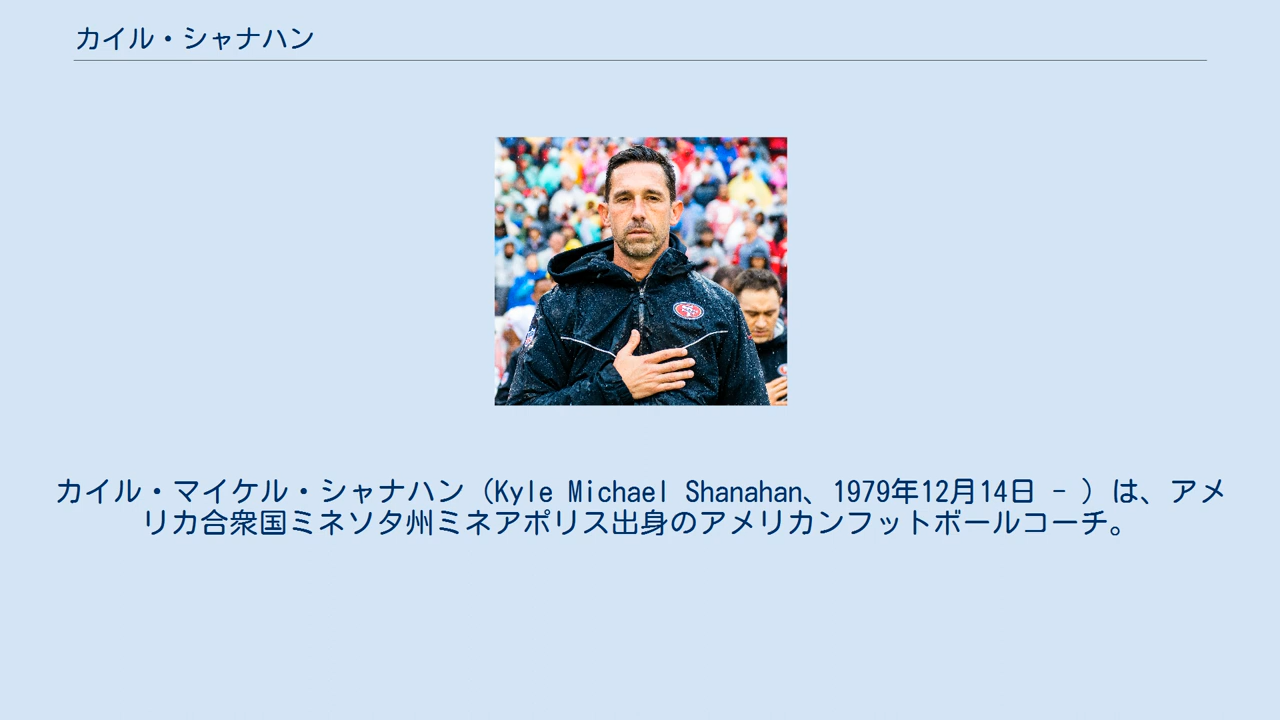 カイル・シャナハン
カイル・マイケル・シャナハン（Kyle Michael Shanahan、1979年12月14日 - ）は、アメ
リカ合衆国ミネソタ州ミネアポリス出身のアメリカンフットボールコーチ。